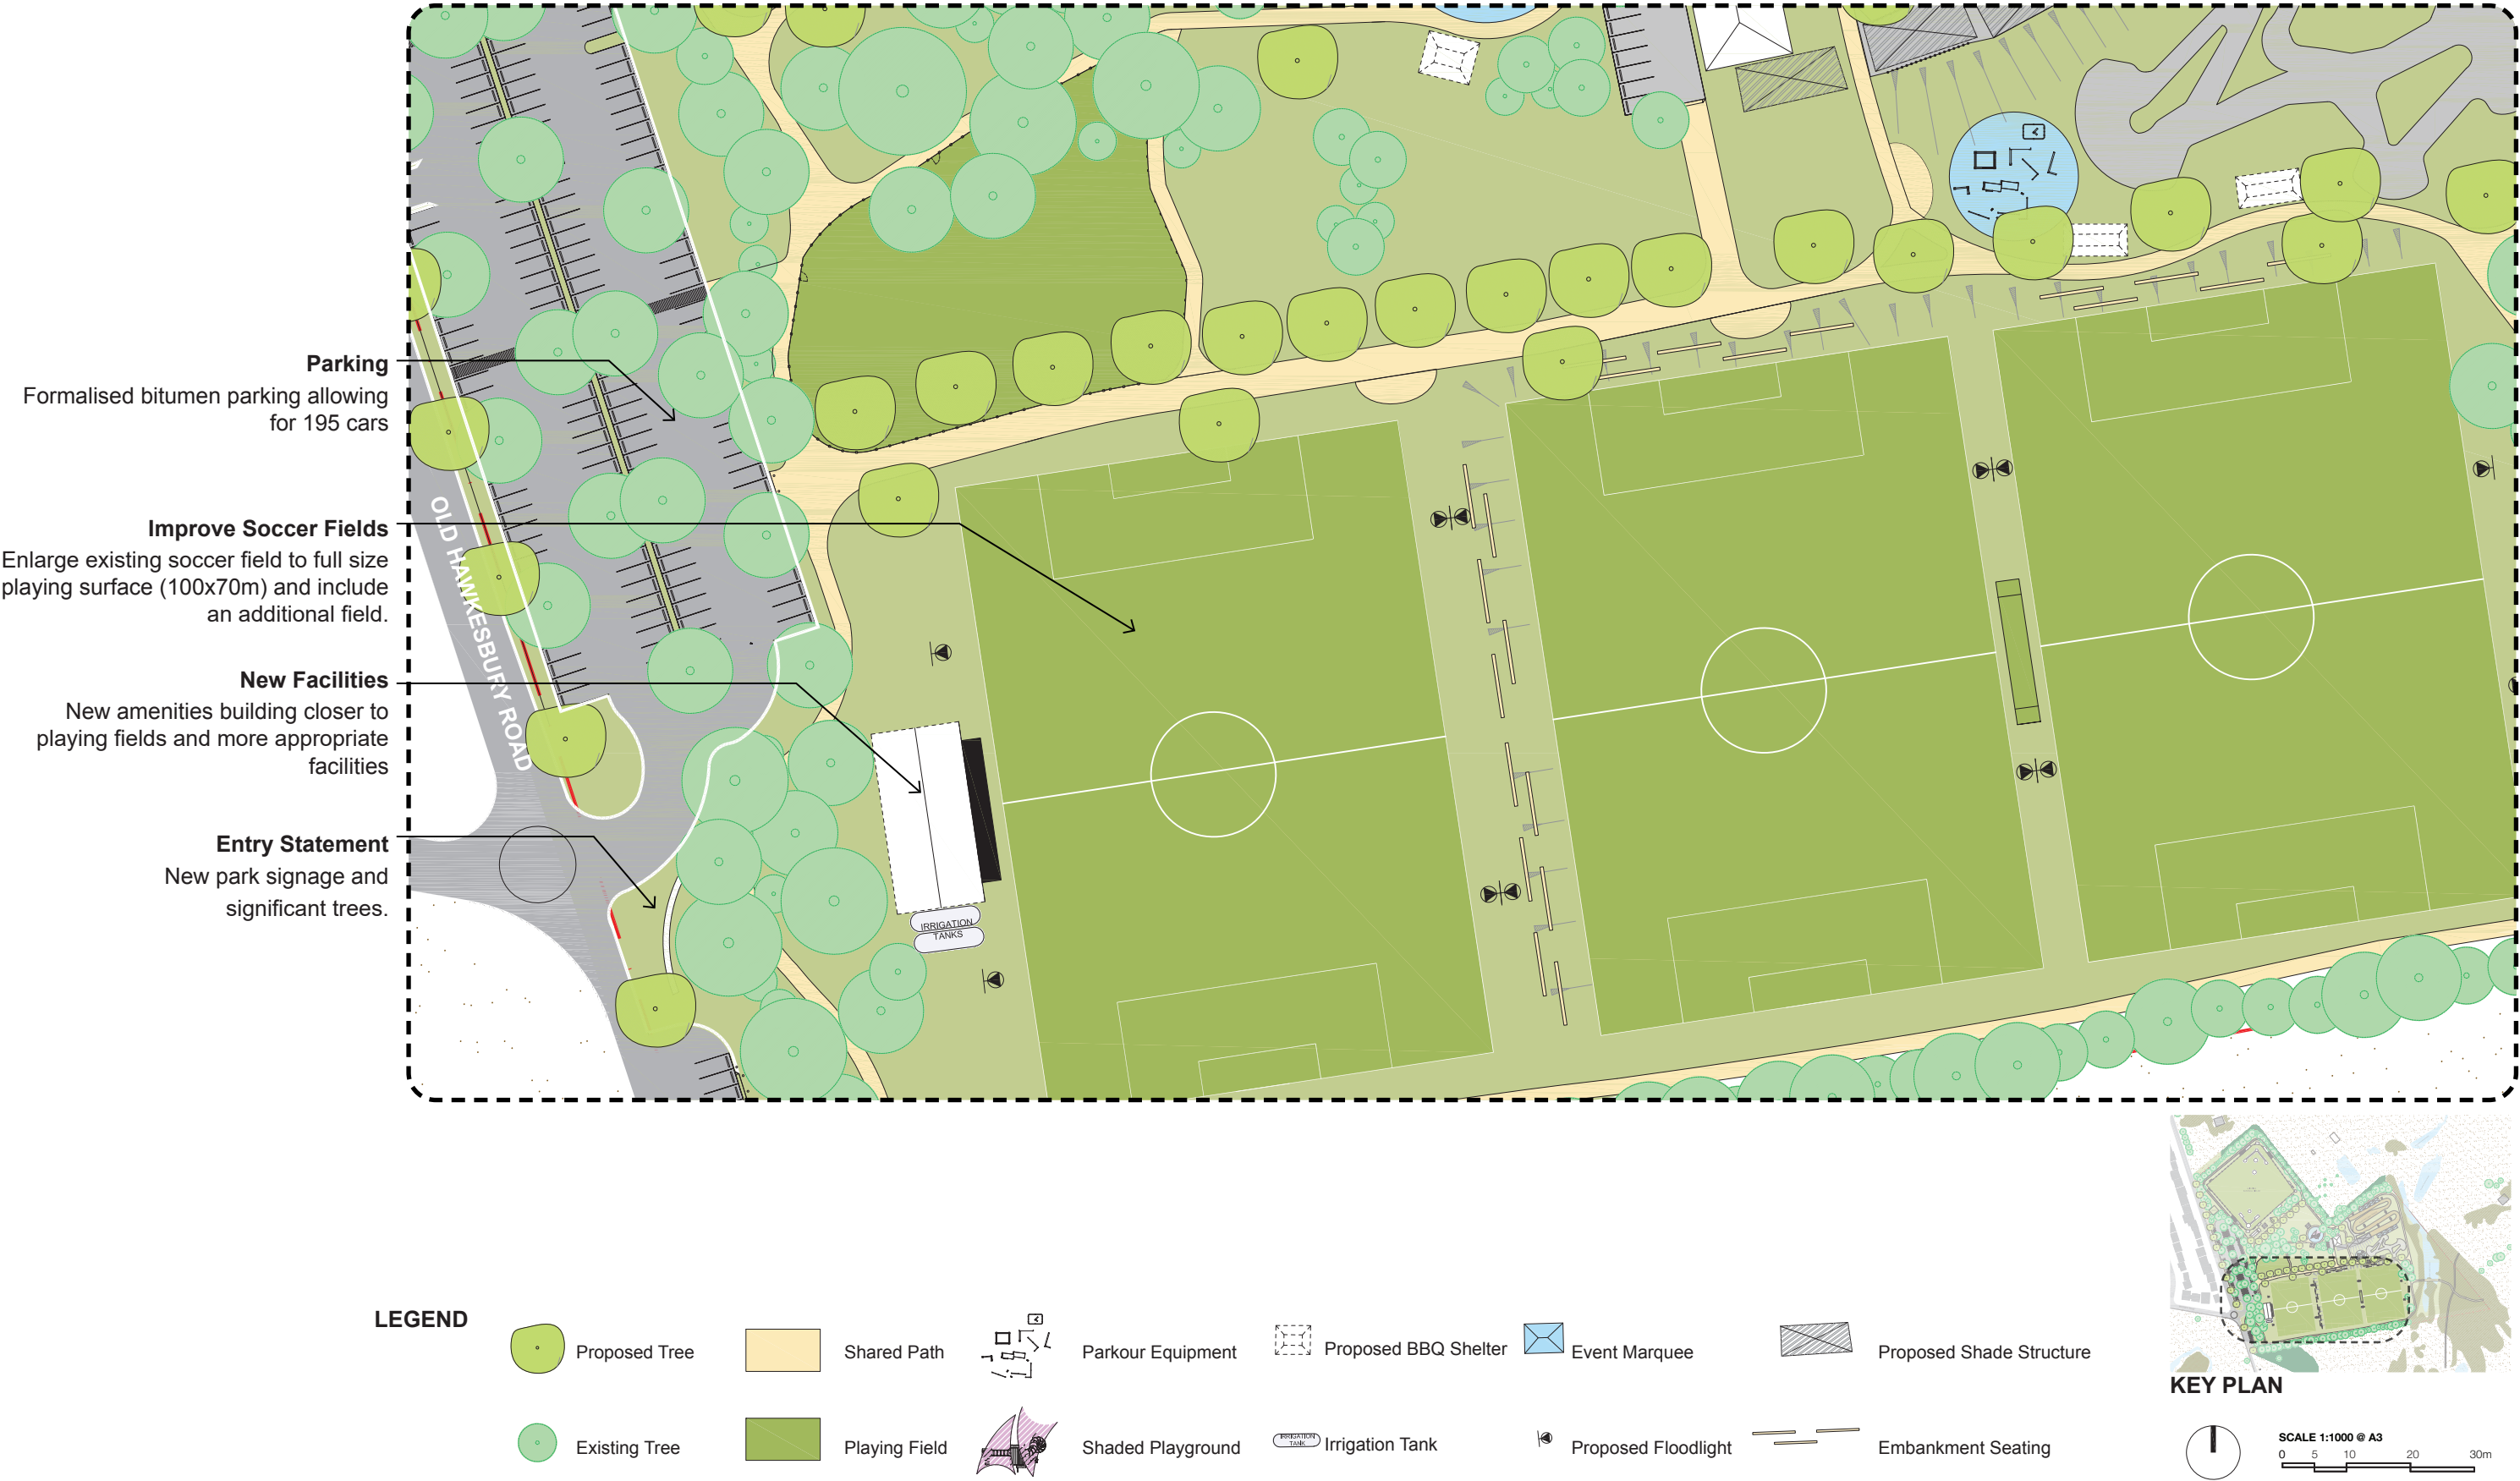 Parking
Formalised bitumen parking allowing
for 195 cars
Improve Soccer Fields
Enlarge existing soccer field to full size
playing surface (100x70m) and include
an additional field.
New Facilities
New amenities building closer to
playing fields and more appropriate
facilities
Entry Statement
New park signage and
significant trees.
OLD HAWKESBURY ROAD
IRRIGATION
TANKS
LEGEND
Proposed Tree
Shared Path
Parkour Equipment
Proposed BBQ Shelter
Event Marquee
Proposed Shade Structure
Existing Tree
Playing Field
Shaded Playground
IRRIGATION
TANK
Irrigation Tank
Proposed Floodlight
Embankment Seating
KEY PLAN
SCALE 1:1000 @ A3
0 5 10 20 30m